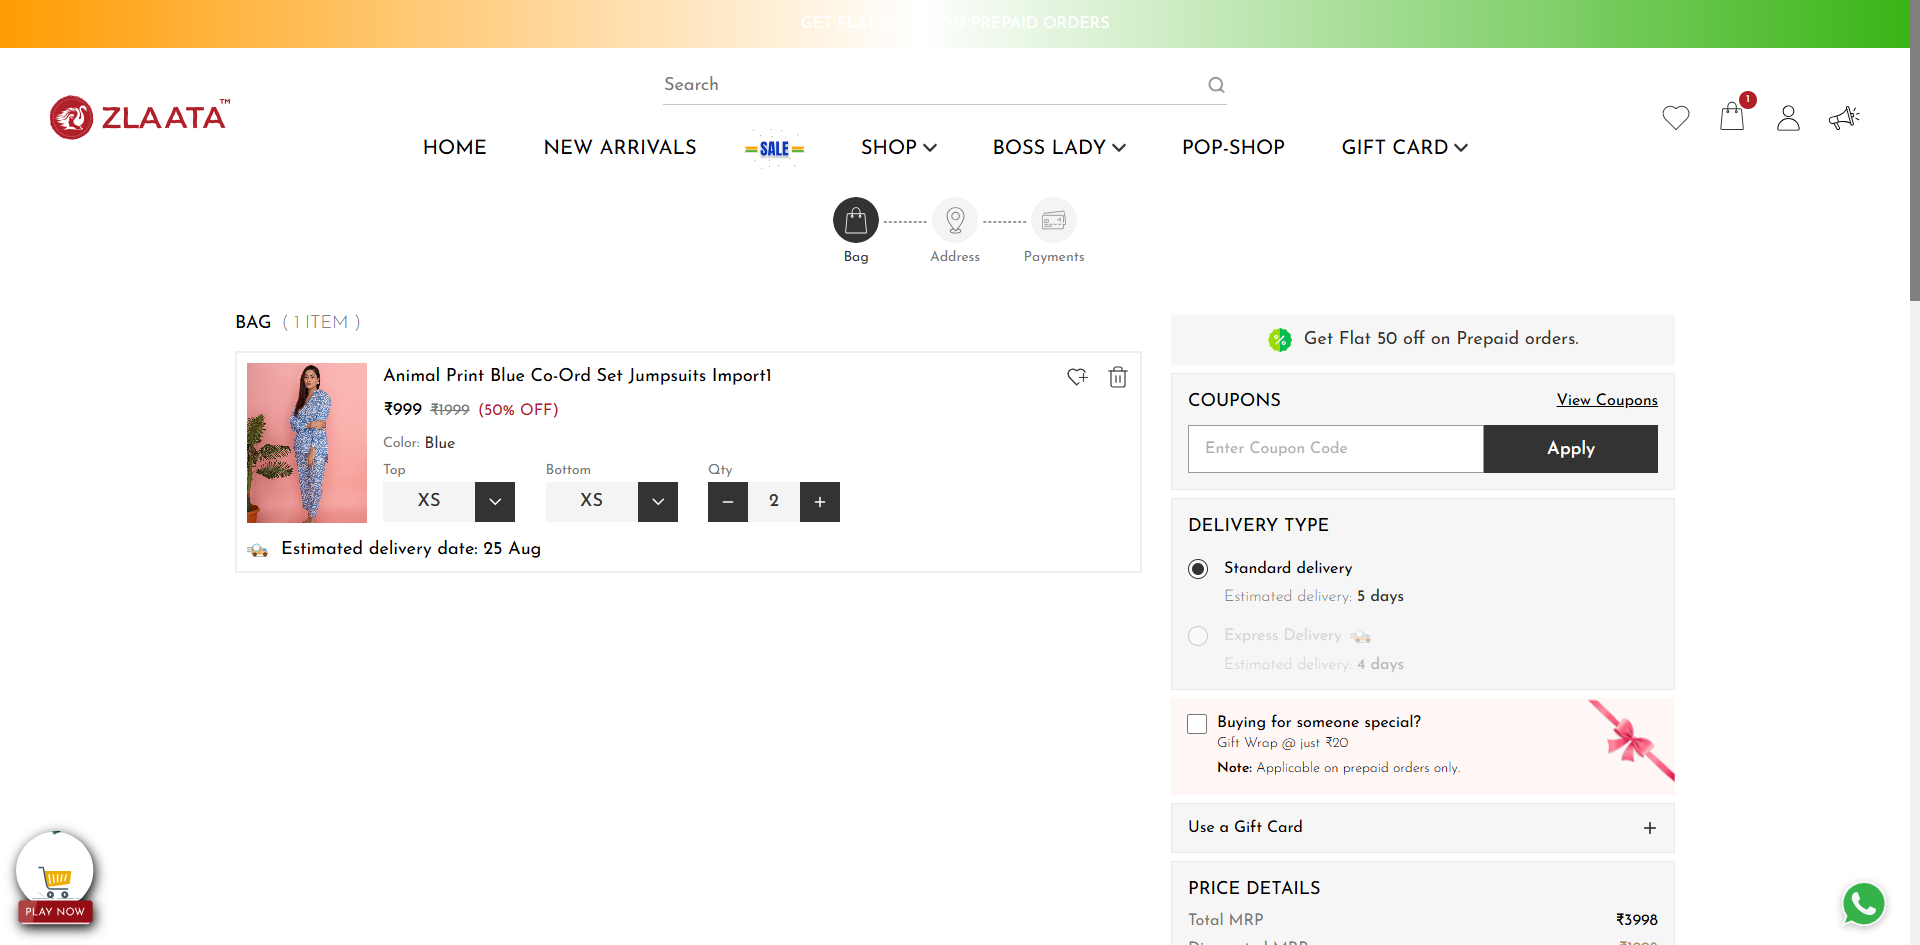 GET FLAT ON PREPAID ORDERS
Search
ZLAATA™
1
HOME NEW ARRIVALS SALE SHOP BOSS LADY POP-SHOP GIFT CARD
Bag Address Payments
BAG ( 1 ITEM )
Animal Print Blue Co-Ord Set Jumpsuits Import1
₹999 ₹1999 (50% OFF)
Color: Blue
Top Bottom Qty
XS XS − 2 +
Estimated delivery date: 25 Aug
Get Flat 50 off on Prepaid orders.
COUPONS View Coupons
Enter Coupon Code Apply
DELIVERY TYPE
Standard delivery
Estimated delivery: 5 days
Express Delivery
Estimated delivery: 4 days
Buying for someone special?
Gift Wrap @ just ₹20
Note: Applicable on prepaid orders only.
Use a Gift Card +
PRICE DETAILS
Total MRP ₹3998
PLAY NOW